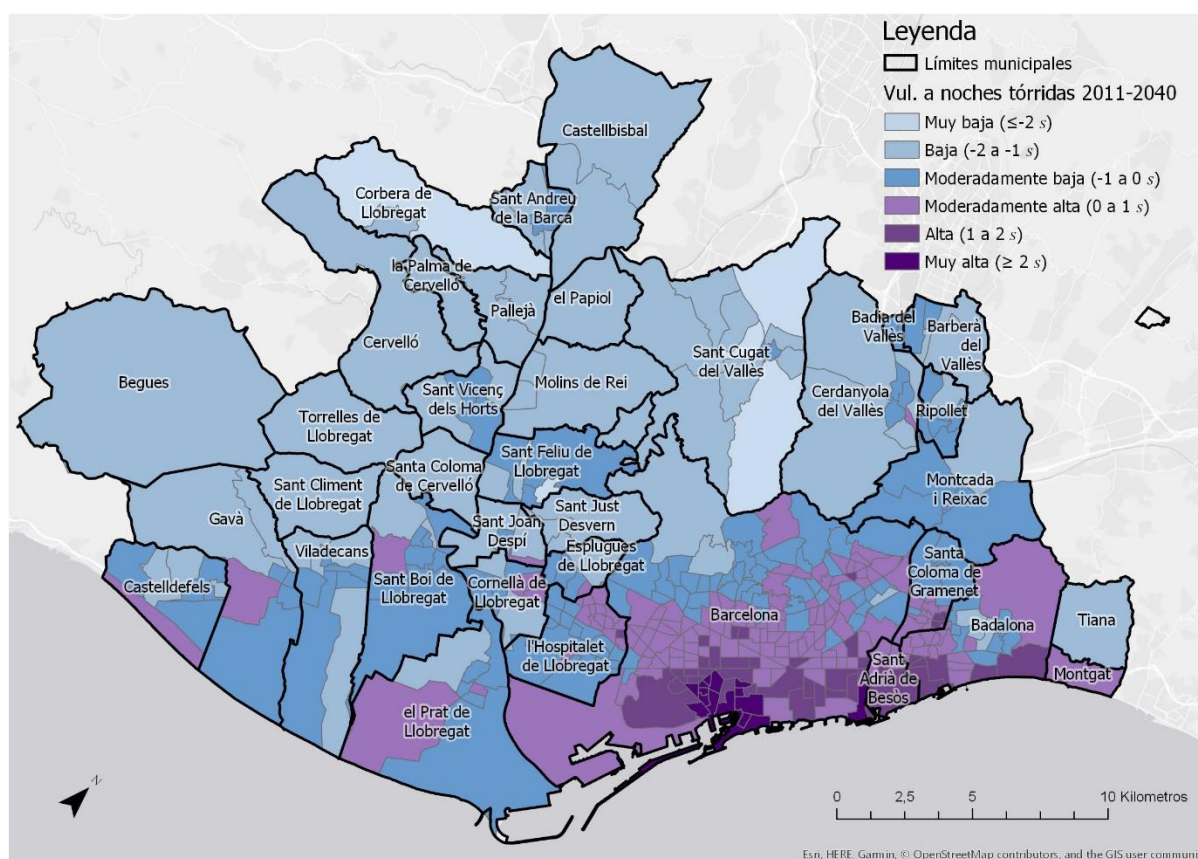 Leyenda
Límites municipales
Vul. a noches tórridas 2011-2040
Muy baja (≤-2 s)
Baja (-2 a -1 s)
Moderadamente baja (-1 a 0 s)
Moderadamente alta (0 a 1 s)
Alta (1 a 2 s)
Muy alta (≥ 2 s)
Castellbisbal
Corbera de
Llobregat
Sant Andreu
de la Barca
la Palma de
Cervelló
Pallejà
el Papiol
Cervelló
Begues
Sant Vicenç
dels Horts
Molins de Rei
Sant Cugat
del Vallès
Badia del
Vallès
Barberà
del
Vallès
Cerdanyola
del Vallès
Ripollet
Torrelles de
Llobregat
Sant Feliu de
Llobregat
Santa Coloma
de Cervelló
Sant Climent
de Llobregat
Gavà
Montcada
i Reixac
Sant Just
Desvern
Sant Joan
Despí
Esplugues de
Llobregat
Viladecans
Castelldefels
Sant Boi de
Llobregat
Cornellà de
Llobregat
Santa
Coloma de
Gramenet
Barcelona
Badalona
Tiana
l'Hospitalet
de Llobregat
Sant
Adrià de
Besòs
Montgat
el Prat de
Llobregat
N
0 2,5 5 10 Kilometros
Esri, HERE, Garmin, © OpenStreetMap contributors, and the GIS user commun